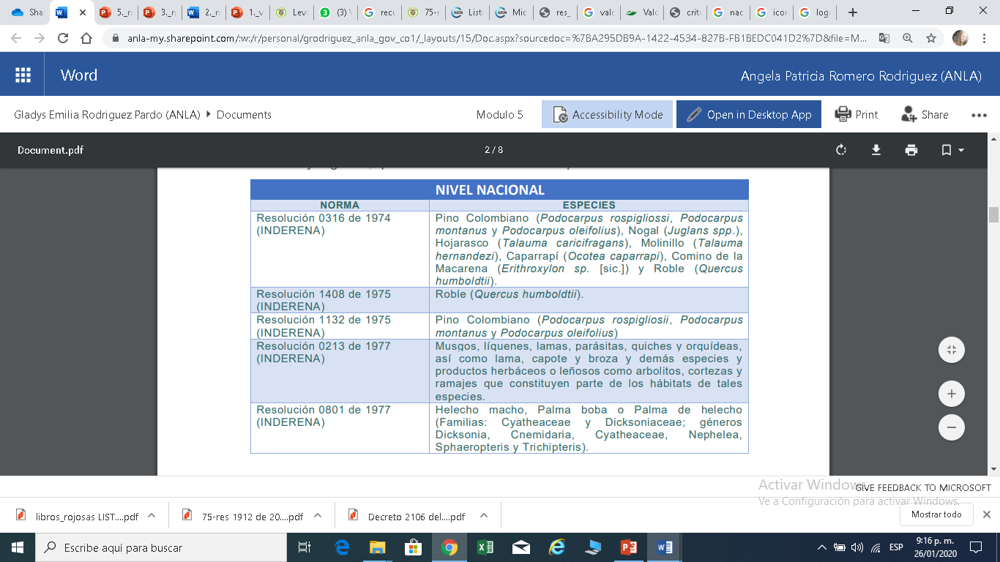 Sha
5._n
3._n
2._n
1._v
Lev
(3) \
recu
75-r
List
Mic
res_
valc
Valc
crit
nac
icor
log
anla-my.sharepoint.com/:w:/r/personal/grodriguez_anla_gov_co1/_layouts/15/Doc.aspx?sourcedoc=%7BA295DB9A-1422-4534-827B-FB1BEDC041D2%7D&file=M...
Word
Angela Patricia Romero Rodriguez (ANLA)
Gladys Emilia Rodriguez Pardo (ANLA) Documents
Modulo 5
Accessibility Mode
Open in Desktop App
Print
Share
Document.pdf
2 / 8
NIVEL NACIONAL
NORMA ESPECIES
Resolución 0316 de 1974
(INDERENA)
Pino Colombiano (Podocarpus rospigliossi, Podocarpus
montanus y Podocarpus oleifolius), Nogal (Juglans spp.),
Hojarasco (Talauma caricifragans), Molinillo (Talauma
hernandezi), Caparrapí (Ocotea caparrapi), Comino de la
Macarena (Erithroxylon sp. [sic.]) y Roble (Quercus
humboldtii).
Resolución 1408 de 1975
(INDERENA)
Roble (Quercus humboldtii).
Resolución 1132 de 1975
(INDERENA)
Pino Colombiano (Podocarpus rospigliosii, Podocarpus
montanus y Podocarpus oleifolius)
Resolución 0213 de 1977
(INDERENA)
Musgos, líquenes, lamas, parásitas, quiches y orquídeas,
así como lama, capote y broza y demás especies y
productos herbáceos o leñosos como arbolitos, cortezas y
ramajes que constituyen parte de los hábitats de tales
especies.
Resolución 0801 de 1977
(INDERENA)
Helecho macho, Palma boba o Palma de helecho
(Familias: Cyatheaceae y Dicksoniaceae; géneros
Dicksonia, Cnemidaria, Cyatheaceae, Nephelea,
Sphaeropteris y Trichipteris).
Activar Windows
Ve a Configuración para activar Windows.
GIVE FEEDBACK TO MICROSOFT
libros_rojosas LIST....pdf
75-res 1912 de 20....pdf
Decreto 2106 del....pdf
Mostrar todo
Escribe aquí para buscar
ESP
9:16 p. m.
26/01/2020